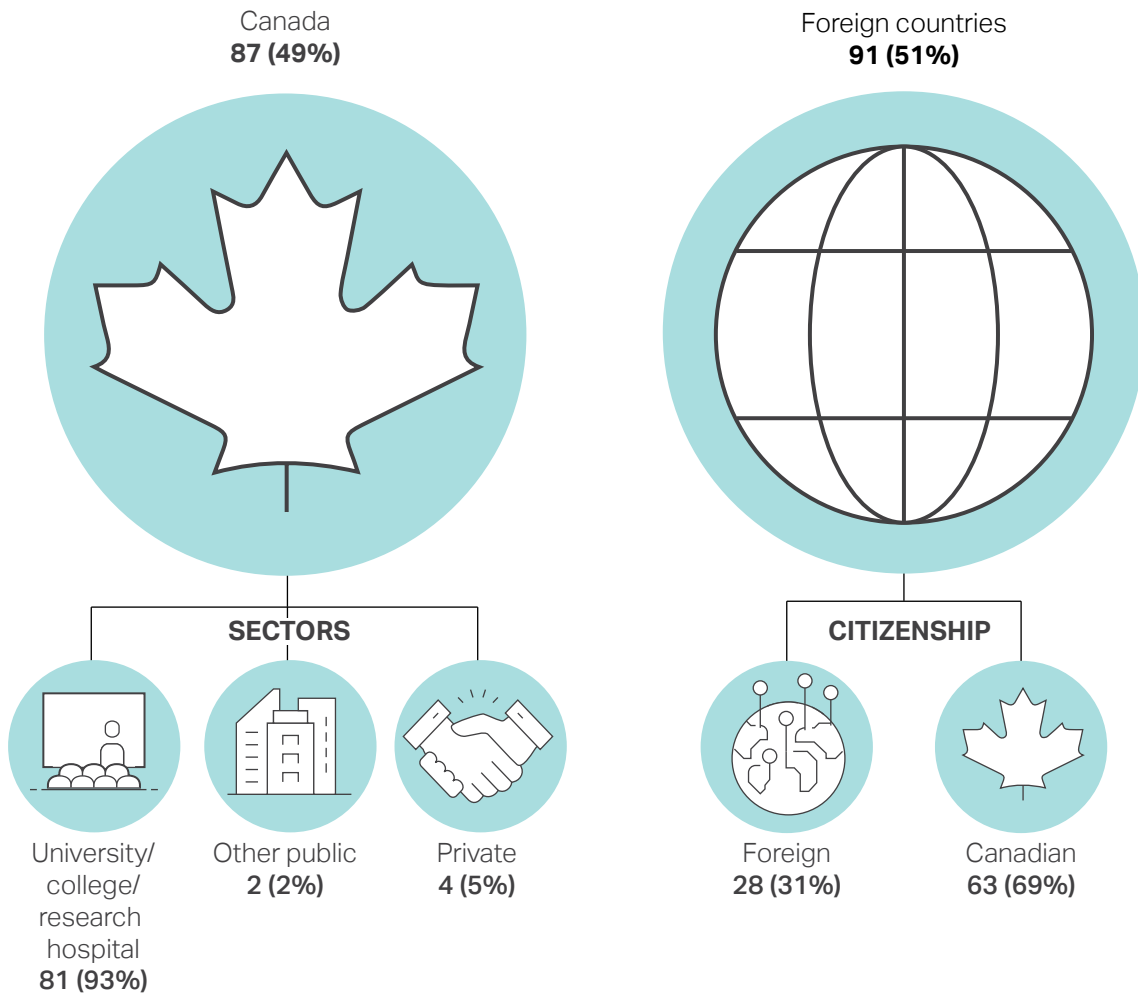 Canada
87 (49%)
Foreign countries
91 (51%)
SECTORS
CITIZENSHIP
University/
college/
research
hospital
81 (93%)
Other public
2 (2%)
Private
4 (5%)
Foreign
28 (31%)
Canadian
63 (69%)